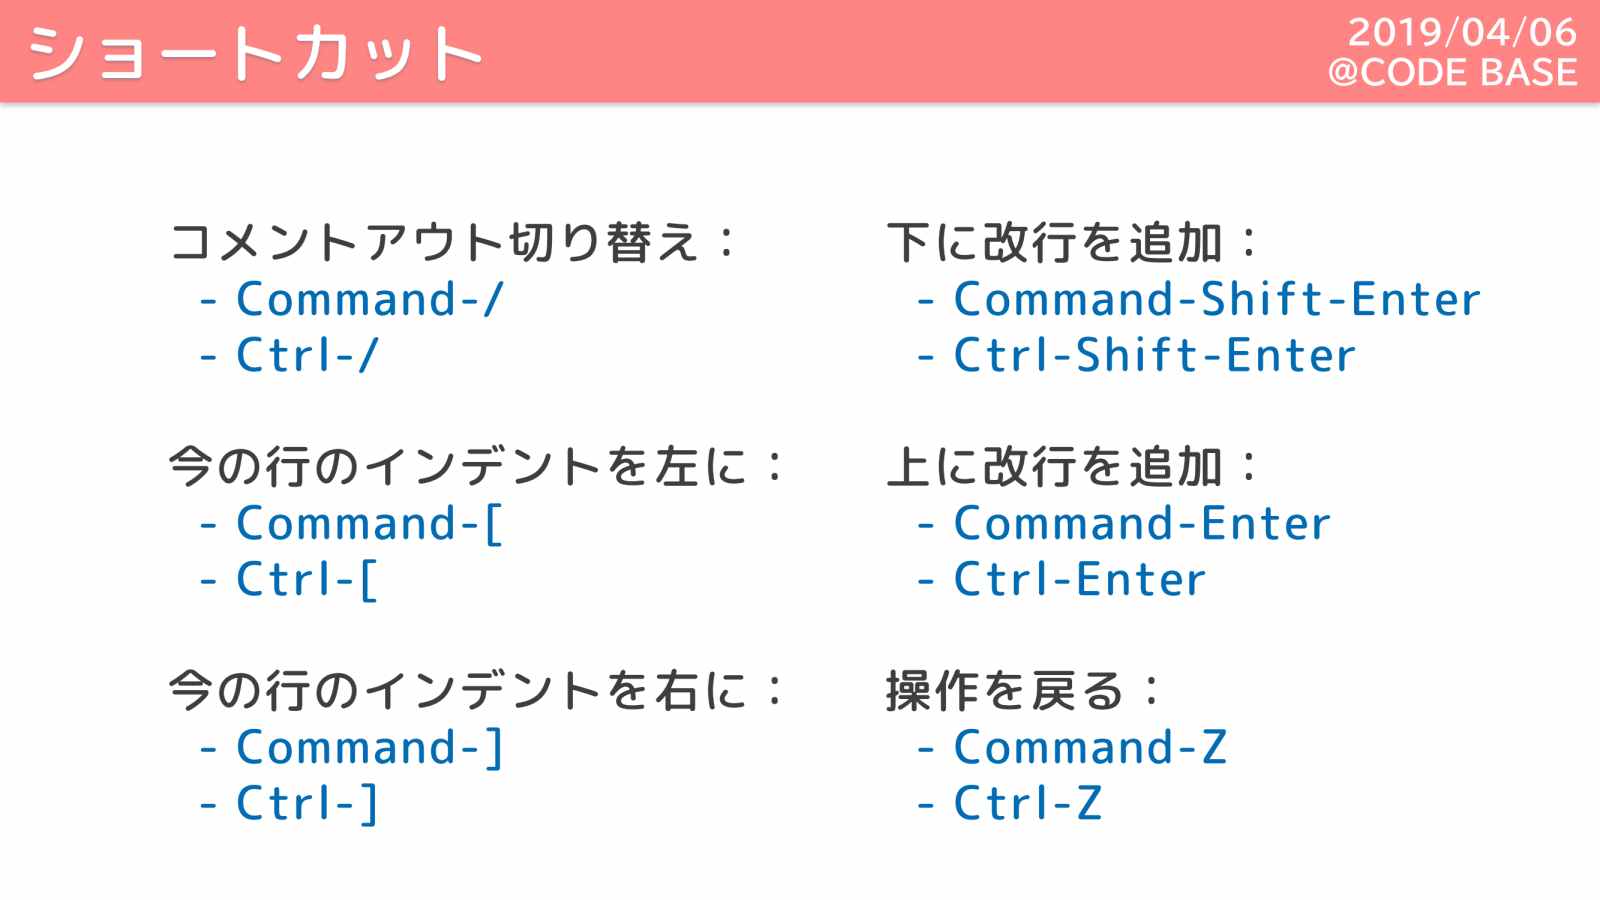 ショートカット
2019/04/06
@CODE BASE
コメントアウト切り替え：
- Command-/
- Ctrl-/
今の行のインデントを左に：
- Command-[
- Ctrl-[
今の行のインデントを右に：
- Command-]
- Ctrl-]
下に改行を追加：
- Command-Shift-Enter
- Ctrl-Shift-Enter
上に改行を追加：
- Command-Enter
- Ctrl-Enter
操作を戻る：
- Command-Z
- Ctrl-Z